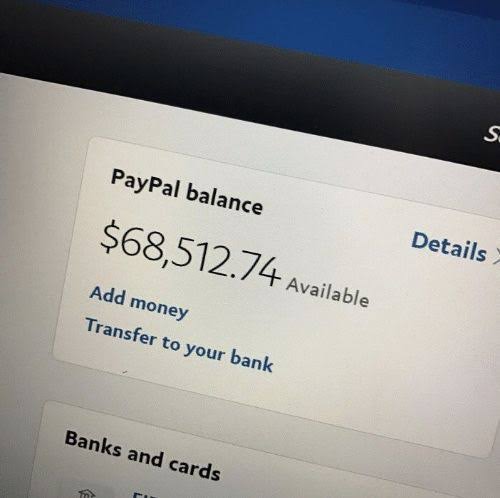 PayPal balance
Details
$68,512.74 Available
Add money
Transfer to your bank
Banks and cards